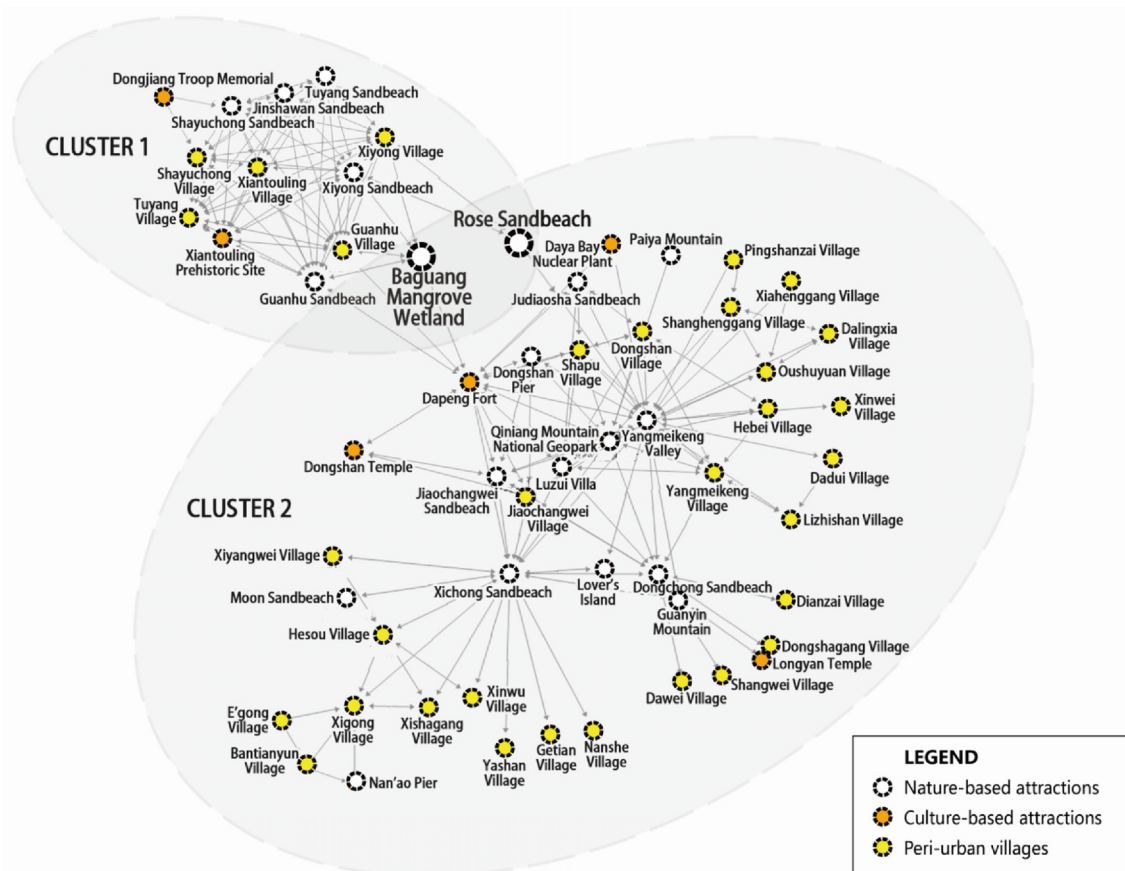 Dongjiang Troop Memorial
Tuyang Sandbeach
Jinshawan Sandbeach
Shayuchong Sandbeach
CLUSTER 1
Xiyong Village
Shayuchong
Village
Xiantouling
Village
Xiyong Sandbeach
Tuyang
Village
Xiantouling
Prehistoric Site
Guanhu
Village
Guanhu Sandbeach
Baguang
Mangrove
Wetland
Rose Sandbeach
Daya Bay
Nuclear Plant
Paiya Mountain
Pingshanzai Village
Judiaosha Sandbeach
Xiahenggang Village
Shanghenggang Village
Dalingxia
Village
Dongshan
Village
Shapu
Village
Dongshan
Pier
Oushuyuan Village
Dapeng Fort
Xinwei
Village
Hebei Village
Qiniang Mountain
National Geopark
Yangmeikeng
Valley
Dongshan Temple
Dadui Village
Luzui Villa
Yangmeikeng
Village
Jiaochangwei
Sandbeach
Jiaochangwei
Village
Lizhishan Village
CLUSTER 2
Xiyangwei Village
Xichong Sandbeach
Lover's
Island
Dongchong Sandbeach
Moon Sandbeach
Guanyin
Mountain
Dianzai Village
Hesou Village
Dongshagang Village
Longyan Temple
Shangwei Village
Dawei Village
Xinwu
Village
E'gong
Village
Xigong
Village
Xishagang
Village
Bantianyun
Village
Nan'ao Pier
Yashan
Village
Getian
Village
Nanshe
Village
LEGEND
Nature-based attractions
Culture-based attractions
Peri-urban villages